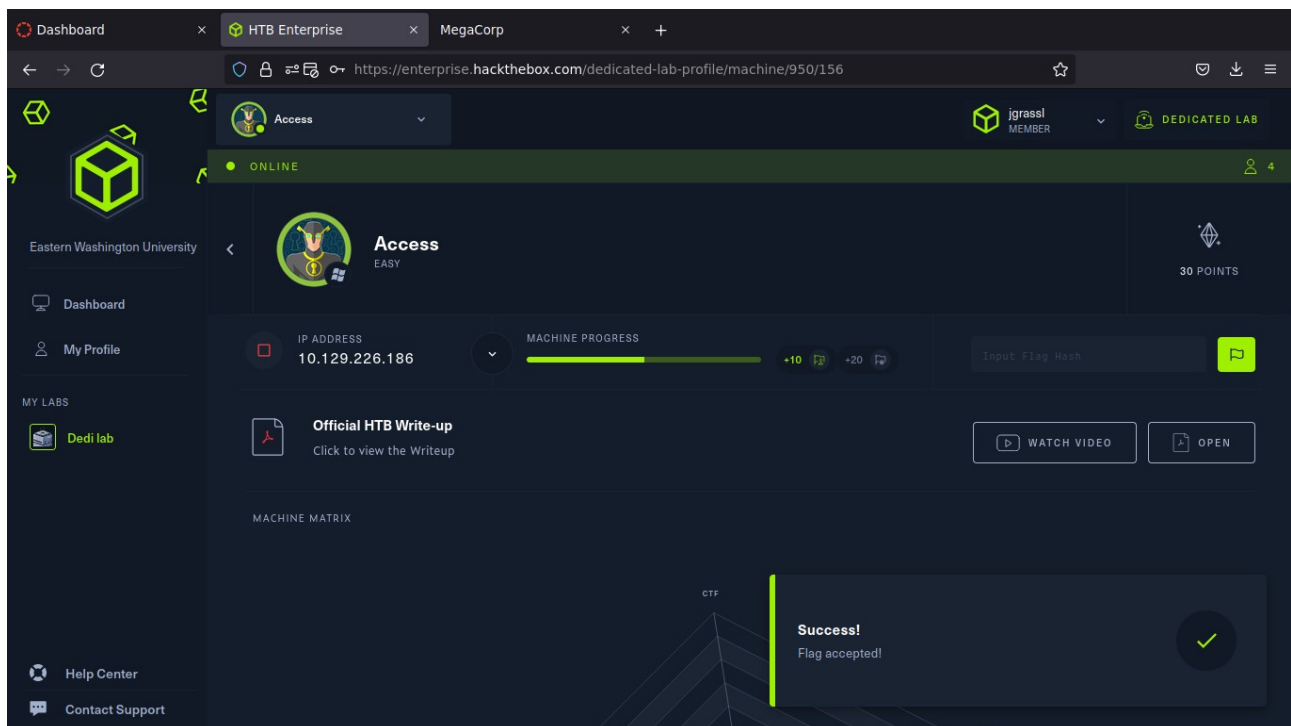 Dashboard × HTB Enterprise × MegaCorp × +
https://enterprise.hackthebox.com/dedicated-lab-profile/machine/950/156
Access
jgrassl
MEMBER
DEDICATED LAB
ONLINE
4
Eastern Washington University
Access
EASY
30 POINTS
Dashboard
My Profile
IP ADDRESS
10.129.226.186
MACHINE PROGRESS
+10 +20
Input Flag Hash
MY LABS
Dedi lab
Official HTB Write-up
Click to view the Writeup
WATCH VIDEO
OPEN
MACHINE MATRIX
CTF
Success!
Flag accepted!
Help Center
Contact Support